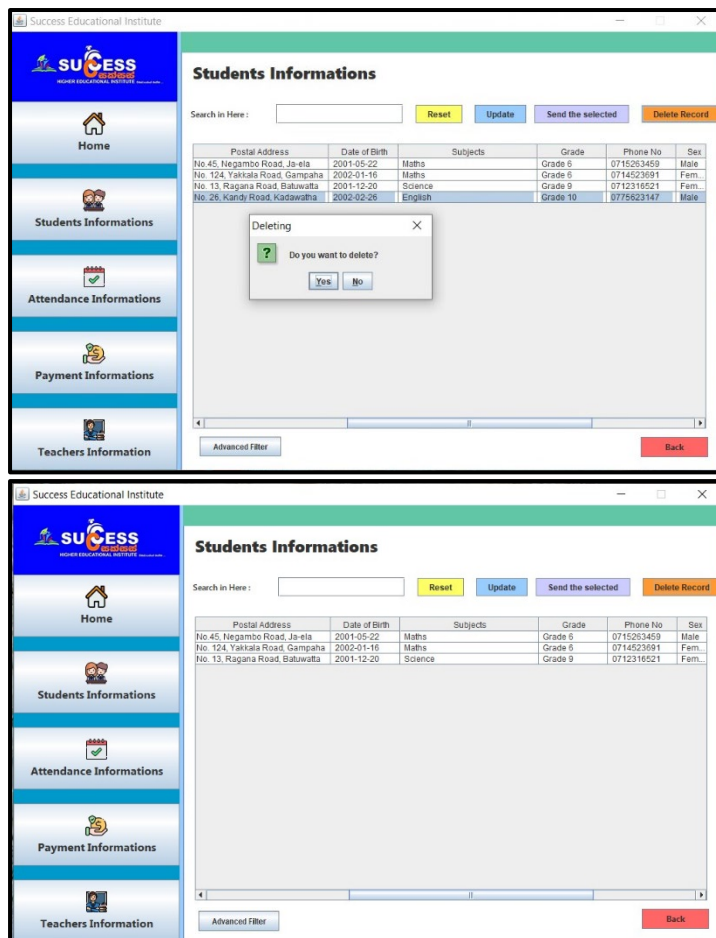 Success Educational Institute
SUCCESS
සක්සස්
HIGHER EDUCATIONAL INSTITUTE
Home
Students Informations
Attendance Informations
Payment Informations
Teachers Information
Students Informations
Search in Here :
Reset Update Send the selected Delete Record
Postal Address Date of Birth Subjects Grade Phone No Sex
No.45, Negambo Road, Ja-ela 2001-05-22 Maths Grade 6 0715263459 Male
No. 124, Yakkala Road, Gampaha 2002-01-16 Maths Grade 6 0714523691 Fem...
No. 13, Ragana Road, Batuwatta 2001-12-20 Science Grade 9 0712316521 Fem...
No. 26, Kandy Road, Kadawatha 2002-02-26 English Grade 10 0775623147 Male
Deleting
?
Do you want to delete?
Yes No
Advanced Filter Back
Success Educational Institute
SUCCESS
සක්සස්
HIGHER EDUCATIONAL INSTITUTE
Home
Students Informations
Attendance Informations
Payment Informations
Teachers Information
Students Informations
Search in Here :
Reset Update Send the selected Delete Record
Postal Address Date of Birth Subjects Grade Phone No Sex
No.45, Negambo Road, Ja-ela 2001-05-22 Maths Grade 6 0715263459 Male
No. 124, Yakkala Road, Gampaha 2002-01-16 Maths Grade 6 0714523691 Fem...
No. 13, Ragana Road, Batuwatta 2001-12-20 Science Grade 9 0712316521 Fem...
Advanced Filter Back